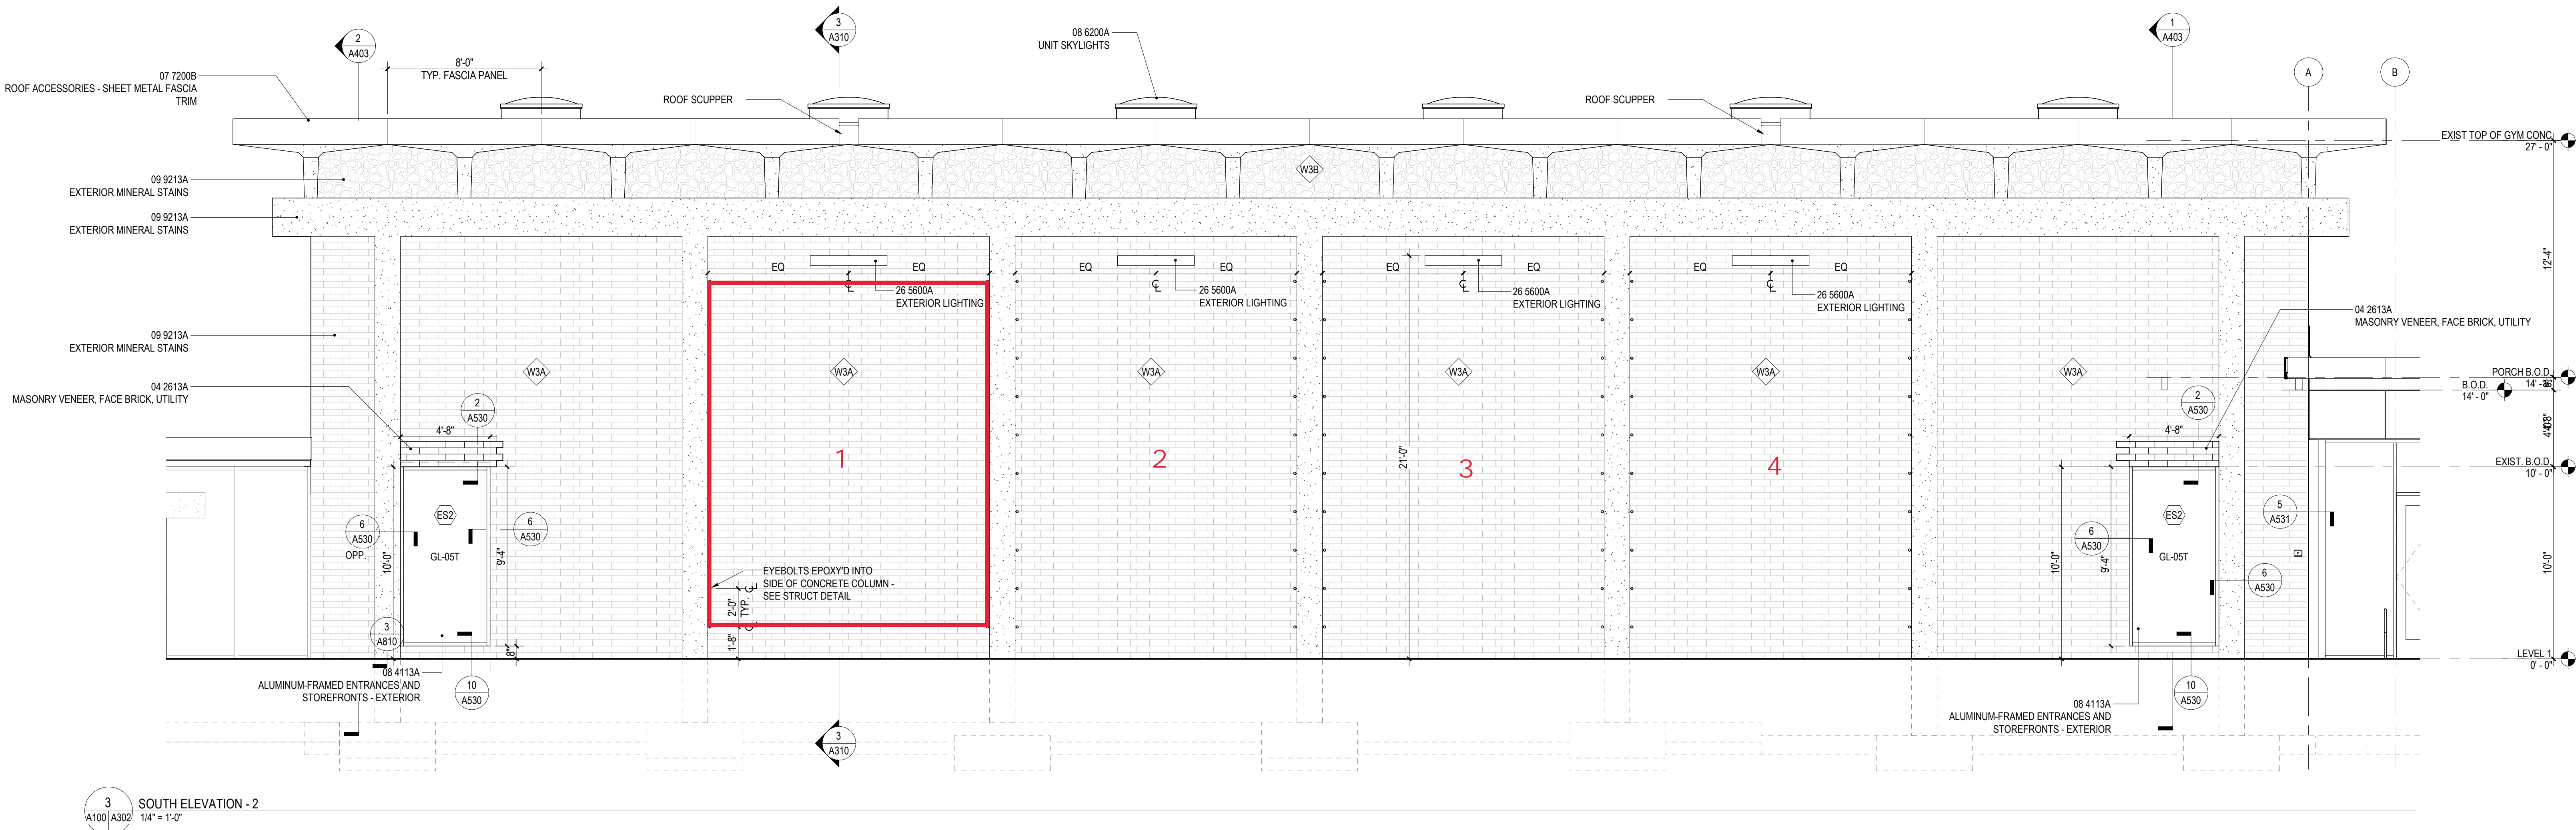 3
A310
1
A403
2
A403
08 6200A
UNIT SKYLIGHTS
8'-0"
TYP. FASCIA PANEL
A
B
07 7200B
ROOF ACCESSORIES - SHEET METAL FASCIA
TRIM
ROOF SCUPPER
ROOF SCUPPER
EXIST TOP OF GYM CONC.
27' - 0"
W3B
09 9213A
EXTERIOR MINERAL STAINS
09 9213A
EXTERIOR MINERAL STAINS
12'-4"
EQ
EQ
EQ
EQ
EQ
EQ
EQ
EQ
26 5600A
EXTERIOR LIGHTING
26 5600A
EXTERIOR LIGHTING
26 5600A
EXTERIOR LIGHTING
26 5600A
EXTERIOR LIGHTING
04 2613A
MASONRY VENEER, FACE BRICK, UTILITY
09 9213A
EXTERIOR MINERAL STAINS
W3A
W3A
W3A
W3A
W3A
W3A
PORCH B.O.D.
14' - 8"
B.O.D.
14' - 0"
04 2613A
MASONRY VENEER, FACE BRICK, UTILITY
2
A530
2
A530
4'-8"
4'-8"
1
2
3
4
21'-0"
EXIST. B.O.D.
10' - 0"
ES2
ES2
6
A530
OPP.
6
A530
GL-05T
10'-0"
9'-4"
6
A530
GL-05T
10'-0"
9'-4"
6
A530
5
A531
10'-0"
EYEBOLTS EPOXY'D INTO
SIDE OF CONCRETE COLUMN -
SEE STRUCT DETAIL
2'-0"
TYP.
1'-8"
8"
3
A810
LEVEL 1
0' - 0"
08 4113A
ALUMINUM-FRAMED ENTRANCES AND
STOREFRONTS - EXTERIOR
10
A530
10
A530
08 4113A
ALUMINUM-FRAMED ENTRANCES AND
STOREFRONTS - EXTERIOR
3
A310
3
A100 A302
SOUTH ELEVATION - 2
1/4" = 1'-0"